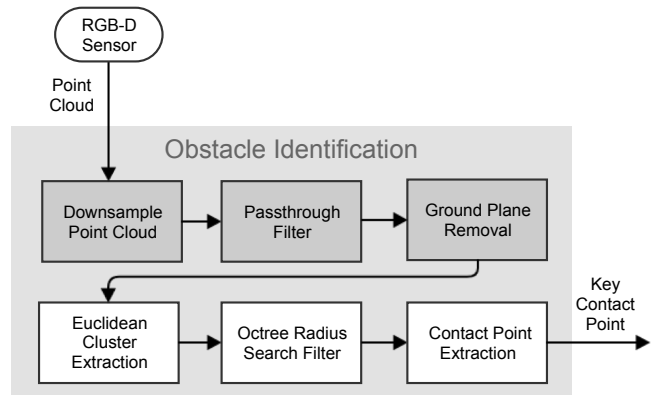 RGB-D
Sensor
Point
Cloud
Obstacle Identification
Downsample
Point Cloud
Passthrough
Filter
Ground Plane
Removal
Euclidean
Cluster
Extraction
Octree Radius
Search Filter
Contact Point
Extraction
Key
Contact
Point